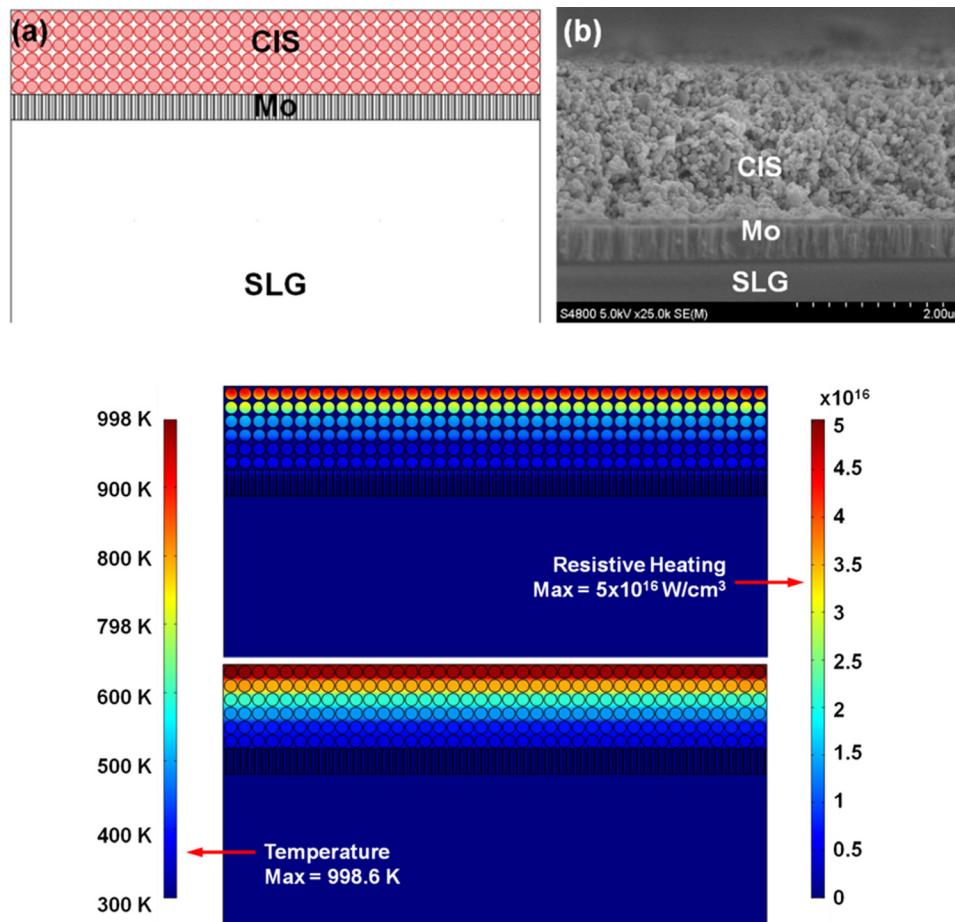 (a)
CIS
Mo
SLG
(b)
CIS
Mo
SLG
S4800 5.0kV x25.0k SE(M)
2.00u
998 K
900 K
800 K
798 K
600 K
500 K
400 K
300 K
Resistive Heating
Max = 5x10¹⁶ W/cm³
Temperature
Max = 998.6 K
x10¹⁶
5
4.5
4
3.5
3
2.5
2
1.5
1
0.5
0